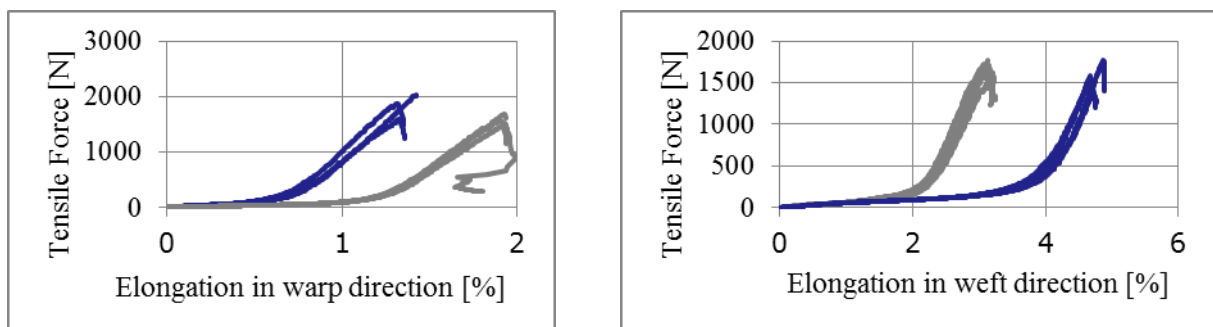 Tensile Force [N]
3000
2000
1000
0
0 1 2
Elongation in warp direction [%]
Tensile Force [N]
2000
1500
1000
500
0
0 2 4 6
Elongation in weft direction [%]